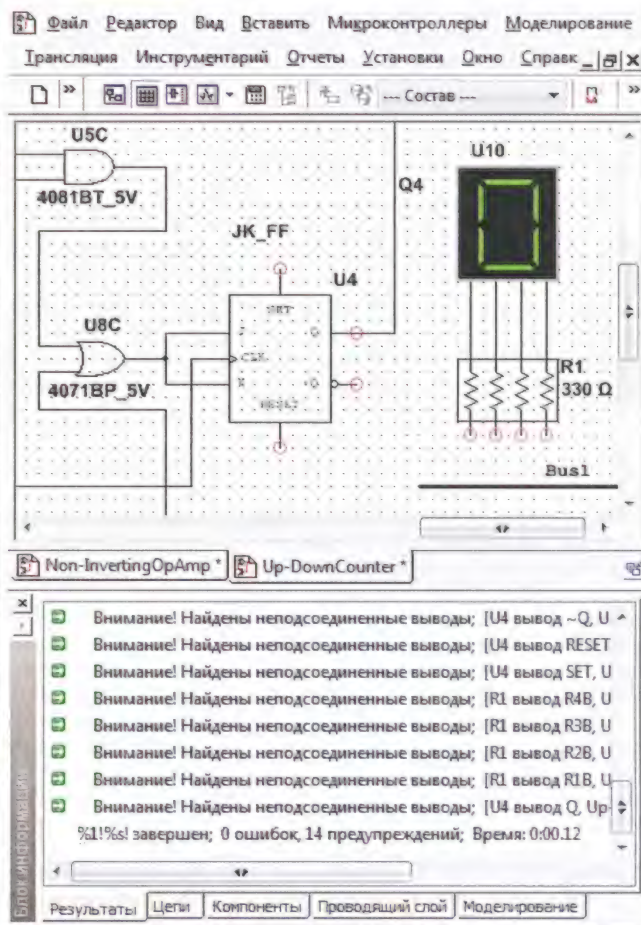 Файл Редактор Вид Вставить Микроконтроллеры Моделирование
Трансляция Инструментарий Отчеты Установки Окно Справк
--- Состав ---
U5C
4081BT_5V
JK_FF
U4
Q4
U10
SET
J Q
CLK
K ~Q
RESET
U8C
4071BP_5V
R1
330 Ω
Bus1
Non-InvertingOpAmp * Up-DownCounter *
Внимание! Найдены неподсоединенные выводы; [U4 вывод ~Q, U
Внимание! Найдены неподсоединенные выводы; [U4 вывод RESET
Внимание! Найдены неподсоединенные выводы; [U4 вывод SET, U
Внимание! Найдены неподсоединенные выводы; [R1 вывод R4B, U
Внимание! Найдены неподсоединенные выводы; [R1 вывод R3B, U
Внимание! Найдены неподсоединенные выводы; [R1 вывод R2B, U
Внимание! Найдены неподсоединенные выводы; [R1 вывод R1B, U
Внимание! Найдены неподсоединенные выводы; [U4 вывод Q, Up-
%1!%s! завершен; 0 ошибок, 14 предупреждений; Время: 0:00.12
Блок информации
Результаты Цепи Компоненты Проводящий слой Моделирование